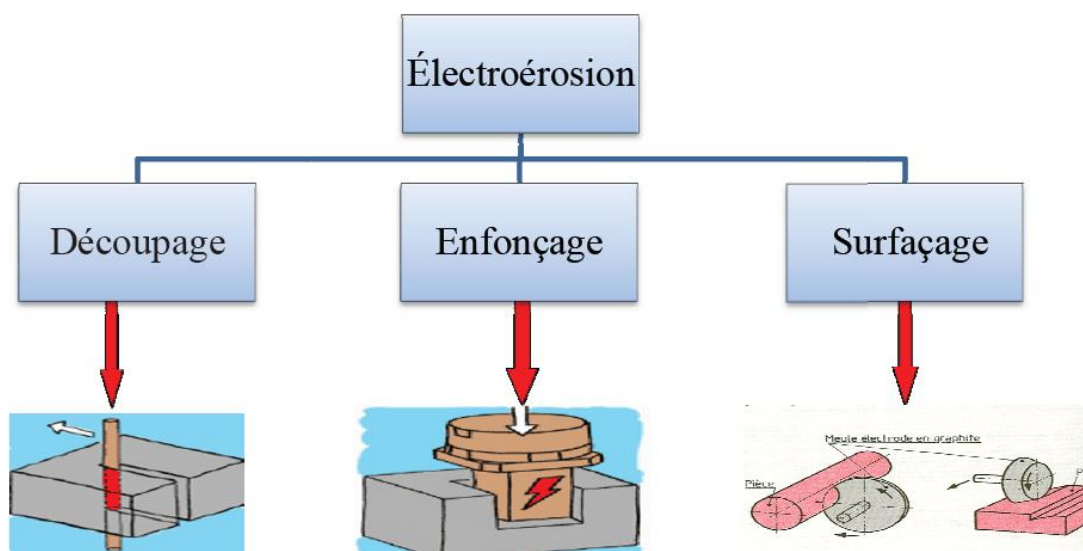 Électroérosion
Découpage
Enfonçage
Surfaçage
Meule électrode en graphite
Pièce
P